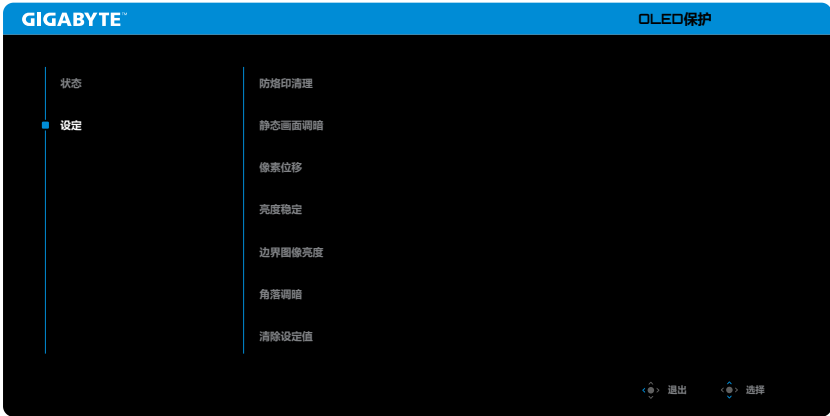 GIGABYTE™
OLED保护
状态
设定
防烙印清理
静态画面调暗
像素位移
亮度稳定
边界图像亮度
角落调暗
清除设定值
退出
选择